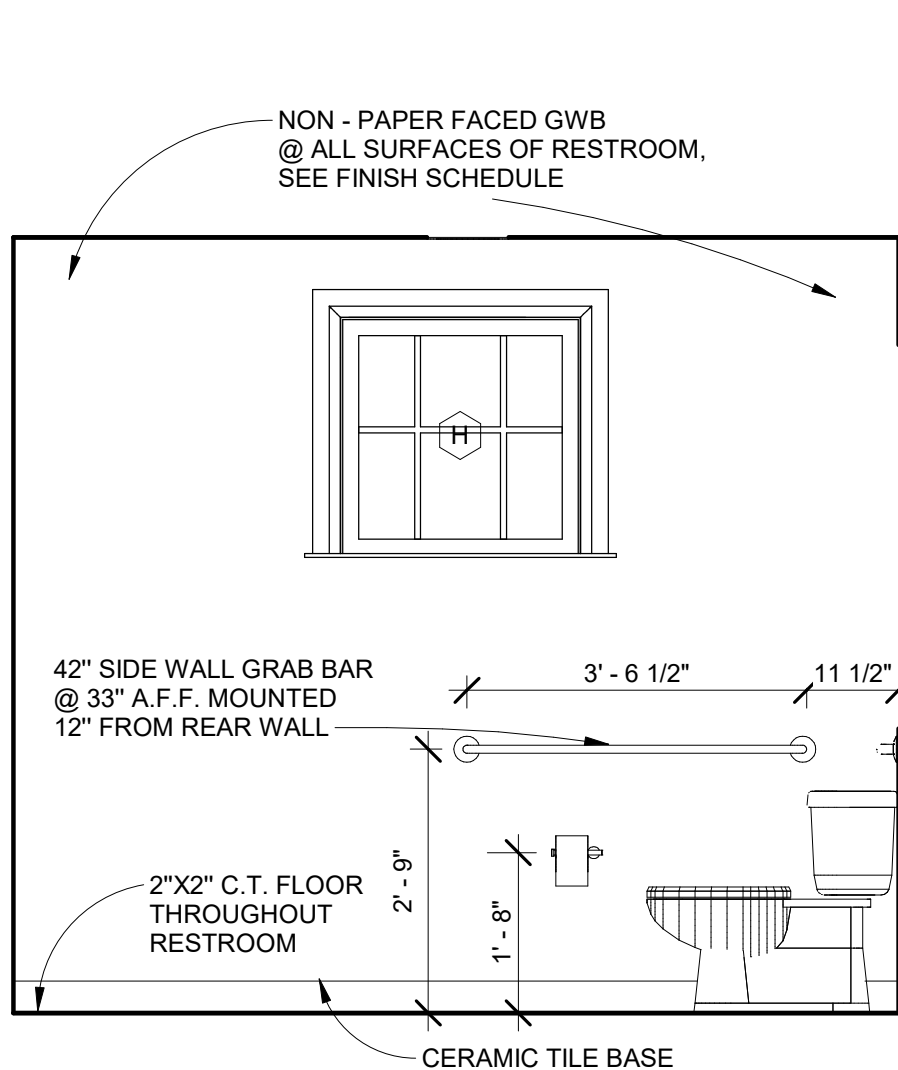 NON - PAPER FACED GWB
@ ALL SURFACES OF RESTROOM,
SEE FINISH SCHEDULE
H
42" SIDE WALL GRAB BAR
@ 33" A.F.F. MOUNTED
12" FROM REAR WALL
3' - 6 1/2"
11 1/2"
2' - 9"
1' - 8"
2"X2" C.T. FLOOR
THROUGHOUT
RESTROOM
CERAMIC TILE BASE